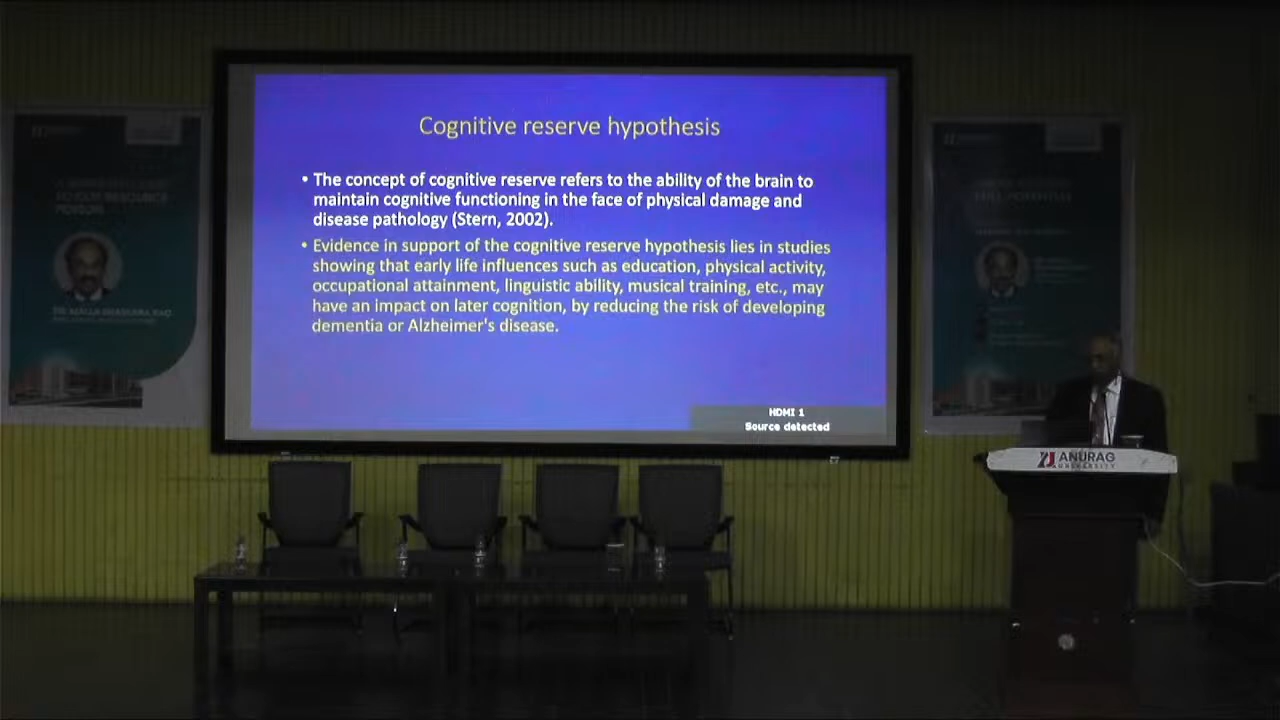 Cognitive reserve hypothesis
• The concept of cognitive reserve refers to the ability of the brain to
maintain cognitive functioning in the face of physical damage and
disease pathology (Stern, 2002).
• Evidence in support of the cognitive reserve hypothesis lies in studies
showing that early life influences such as education, physical activity,
occupational attainment, linguistic ability, musical training, etc., may
have an impact on later cognition, by reducing the risk of developing
dementia or Alzheimer's disease.
HDMI 1
Source detected
ANURAG
UNIVERSITY